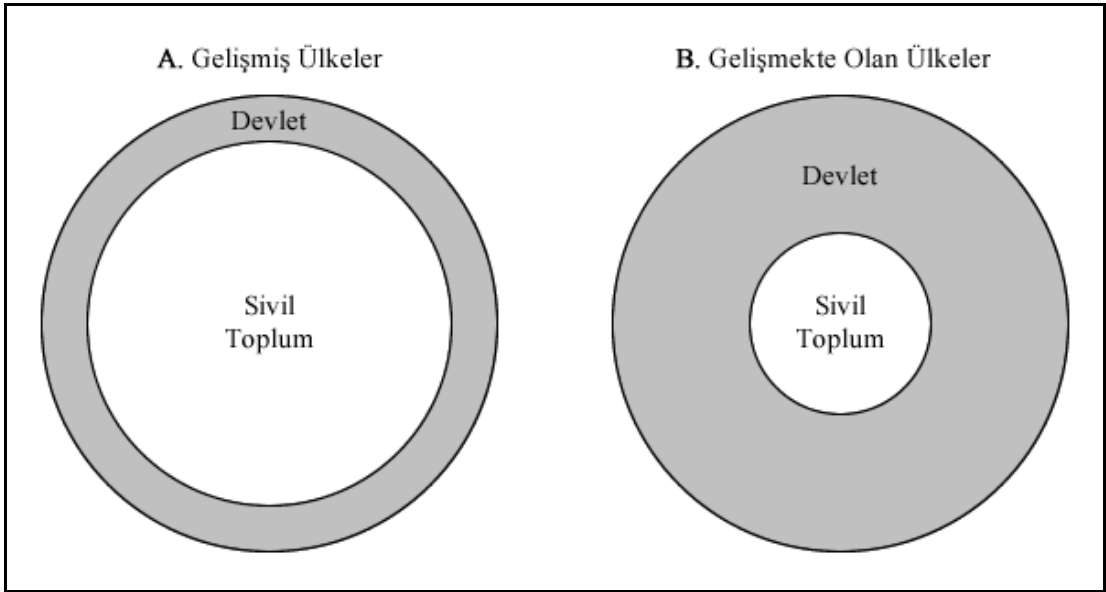 A. Gelişmiş Ülkeler
Devlet
Sivil
Toplum
B. Gelişmekte Olan Ülkeler
Devlet
Sivil
Toplum